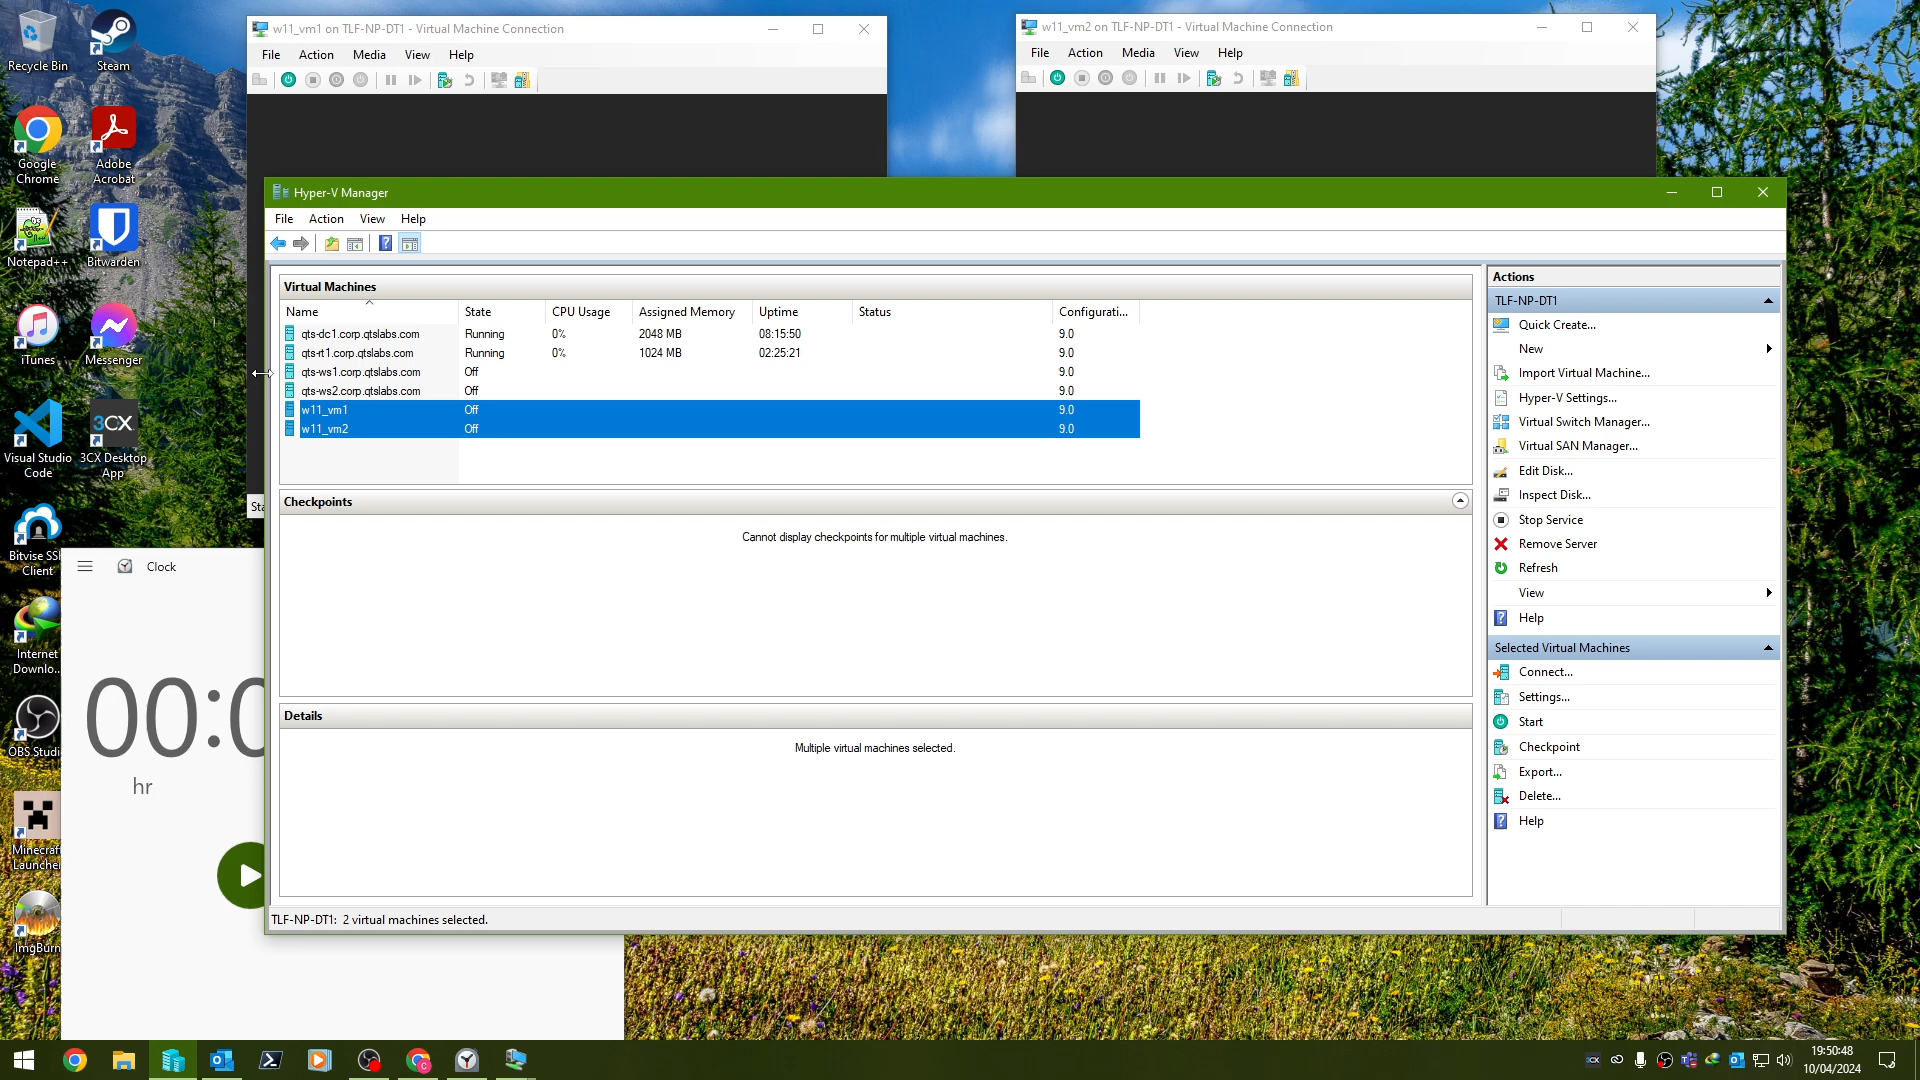 Recycle Bin
Steam
Google
Chrome
Adobe
Acrobat
Notepad++
Bitwarden
iTunes
Messenger
Visual Studio
Code
3CX
3CX Desktop
App
Bitvise SSH
Client
Internet
Downlo...
OBS Studi
Minecraft
Launcher
ImgBurn
w11_vm1 on TLF-NP-DT1 - Virtual Machine Connection
File Action Media View Help
Sta
w11_vm2 on TLF-NP-DT1 - Virtual Machine Connection
File Action Media View Help
Clock
00:0
hr
Hyper-V Manager
File Action View Help
Virtual Machines
Name State CPU Usage Assigned Memory Uptime Status Configurati...
qts-dc1.corp.qtslabs.com Running 0% 2048 MB 08:15:50 9.0
qts-rt1.corp.qtslabs.com Running 0% 1024 MB 02:25:21 9.0
qts-ws1.corp.qtslabs.com Off 9.0
qts-ws2.corp.qtslabs.com Off 9.0
w11_vm1 Off 9.0
w11_vm2 Off 9.0
Checkpoints
Cannot display checkpoints for multiple virtual machines.
Details
Multiple virtual machines selected.
TLF-NP-DT1: 2 virtual machines selected.
Actions
TLF-NP-DT1
Quick Create...
New
Import Virtual Machine...
Hyper-V Settings...
Virtual Switch Manager...
Virtual SAN Manager...
Edit Disk...
Inspect Disk...
Stop Service
Remove Server
Refresh
View
Help
Selected Virtual Machines
Connect...
Settings...
Start
Checkpoint
Export...
Delete...
Help
19:50:48
10/04/2024